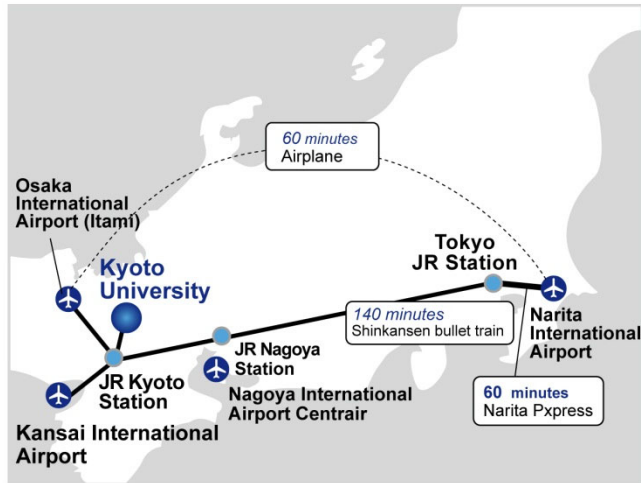 60 minutes
Airplane
Osaka
International
Airport (Itami)
Kyoto
University
Tokyo
JR Station
140 minutes
Shinkansen bullet train
Narita
International
Airport
JR Nagoya
Station
JR Kyoto
Station
Nagoya International
Airport Centrair
60 minutes
Narita Pxpress
Kansai International
Airport